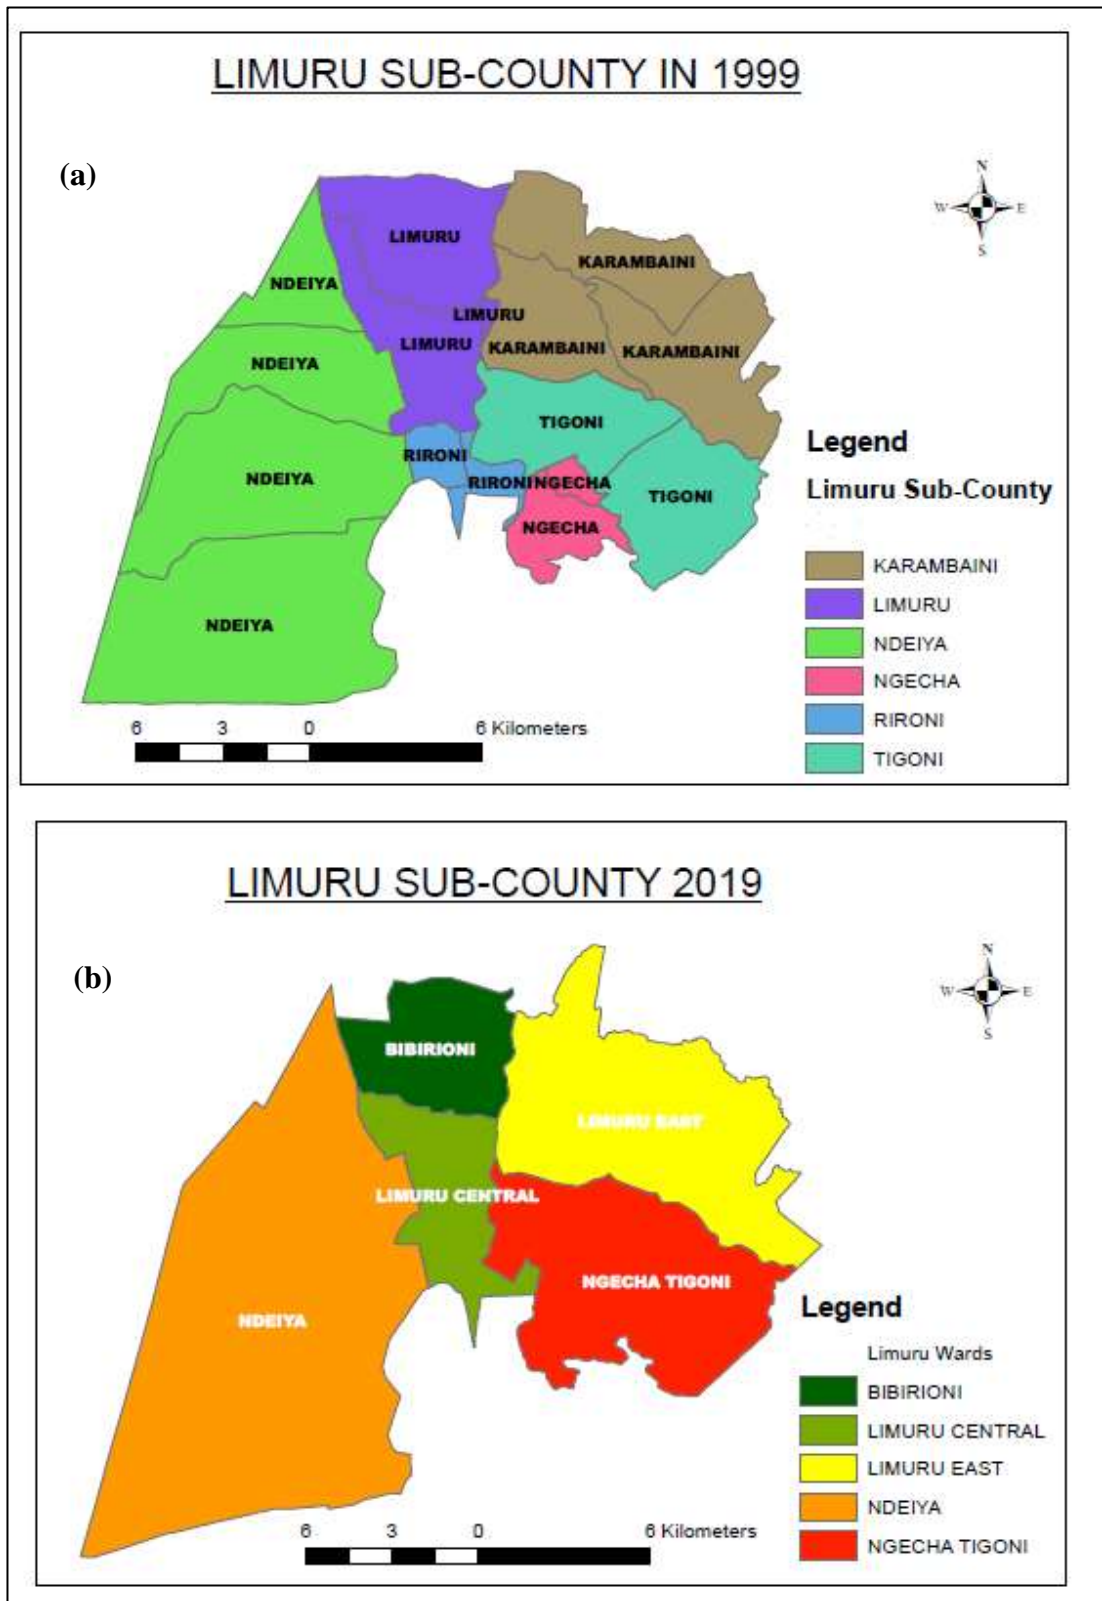 LIMURU SUB-COUNTY IN 1999
(a)
N
W E
S
LIMURU
KARAMBAINI
NDEIYA
LIMURU
LIMURU
KARAMBAINI
KARAMBAINI
NDEIYA
TIGONI
RIRONI
RIRONI
NGECHA
NDEIYA
TIGONI
NGECHA
NDEIYA
Legend
Limuru Sub-County
KARAMBAINI
LIMURU
NDEIYA
NGECHA
RIRONI
TIGONI
6 3 0 6 Kilometers
LIMURU SUB-COUNTY 2019
(b)
N
W E
S
BIBIRIONI
LIMURU EAST
LIMURU CENTRAL
NGECHA TIGONI
NDEIYA
Legend
Limuru Wards
BIBIRIONI
LIMURU CENTRAL
LIMURU EAST
NDEIYA
NGECHA TIGONI
6 3 0 6 Kilometers